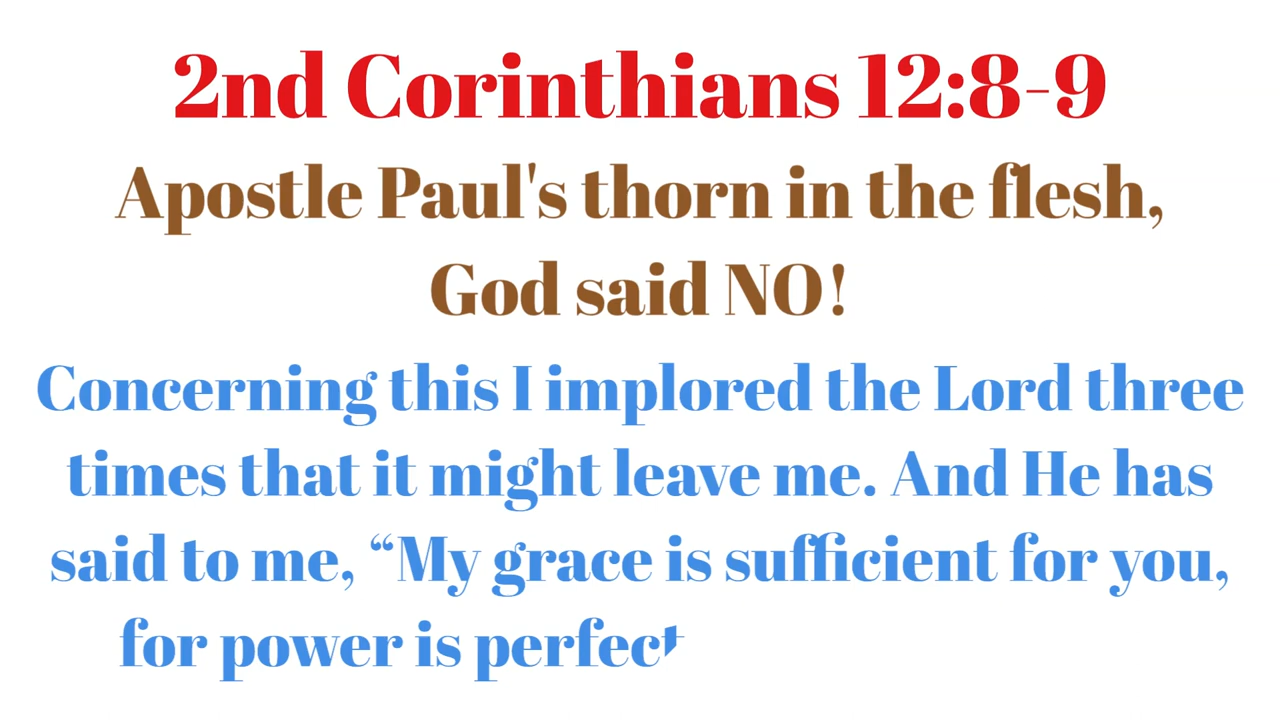 2nd Corinthians 12:8-9
Apostle Paul's thorn in the flesh,
God said NO!
Concerning this I implored the Lord three
times that it might leave me. And He has
said to me, “My grace is sufficient for you,
for power is perfect